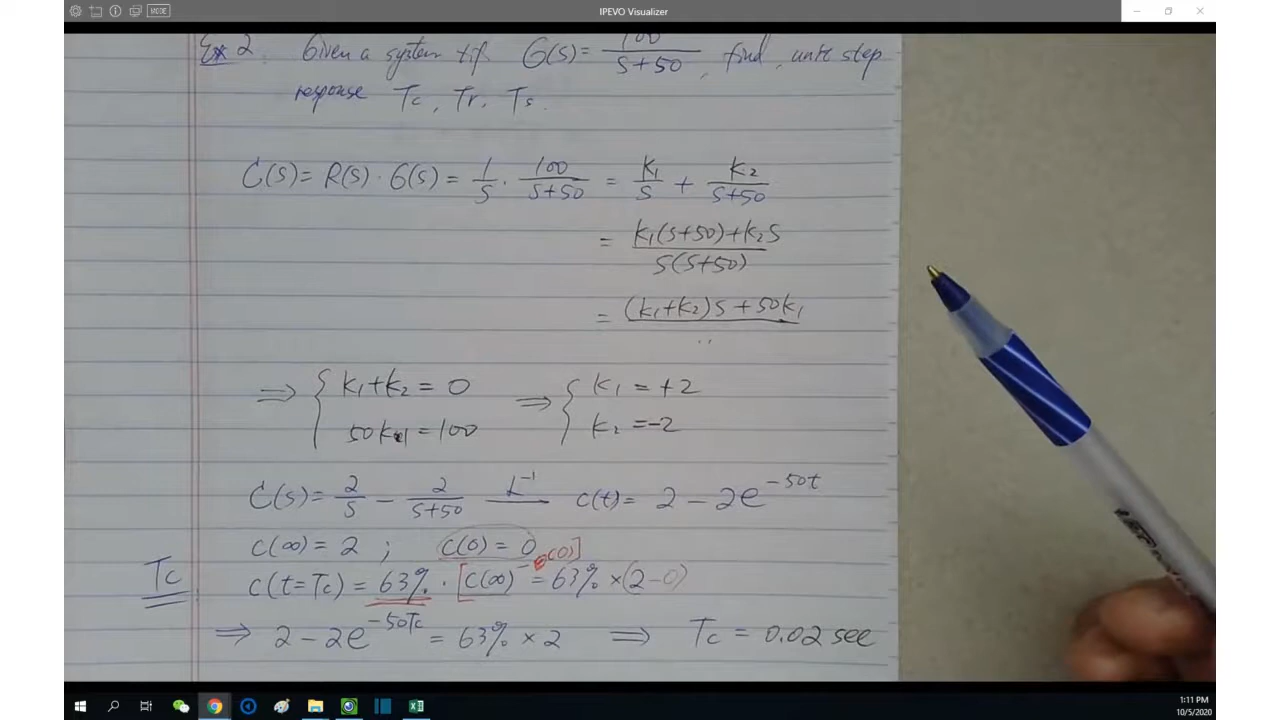 IPEVO Visualizer
MODE
Ex 2. Given a system t.f. G(s) = 100/(s+50), find unit step
response Tc, Tr, Ts.
C(s) = R(s) · G(s) = 1/s · 100/(s+50) = K1/s + K2/(s+50)
= (K1(s+50)+K2s)/(s(s+50))
= ((K1+K2)s + 50K1)/''
⇒ { K1+K2 = 0 ⇒ { K1 = +2
50K1 = 100 K2 = -2
C(s) = 2/s - 2/(s+50) L⁻¹ c(t) = 2 - 2e^(-50t)
c(∞) = 2 ; c(0) = 0
Tc c(t=Tc) = 63% · [c(∞) - c(0)] = 63% × (2-0)
⇒ 2 - 2e^(-50Tc) = 63% × 2 ⇒ Tc = 0.02 sec
1:11 PM
10/5/2020